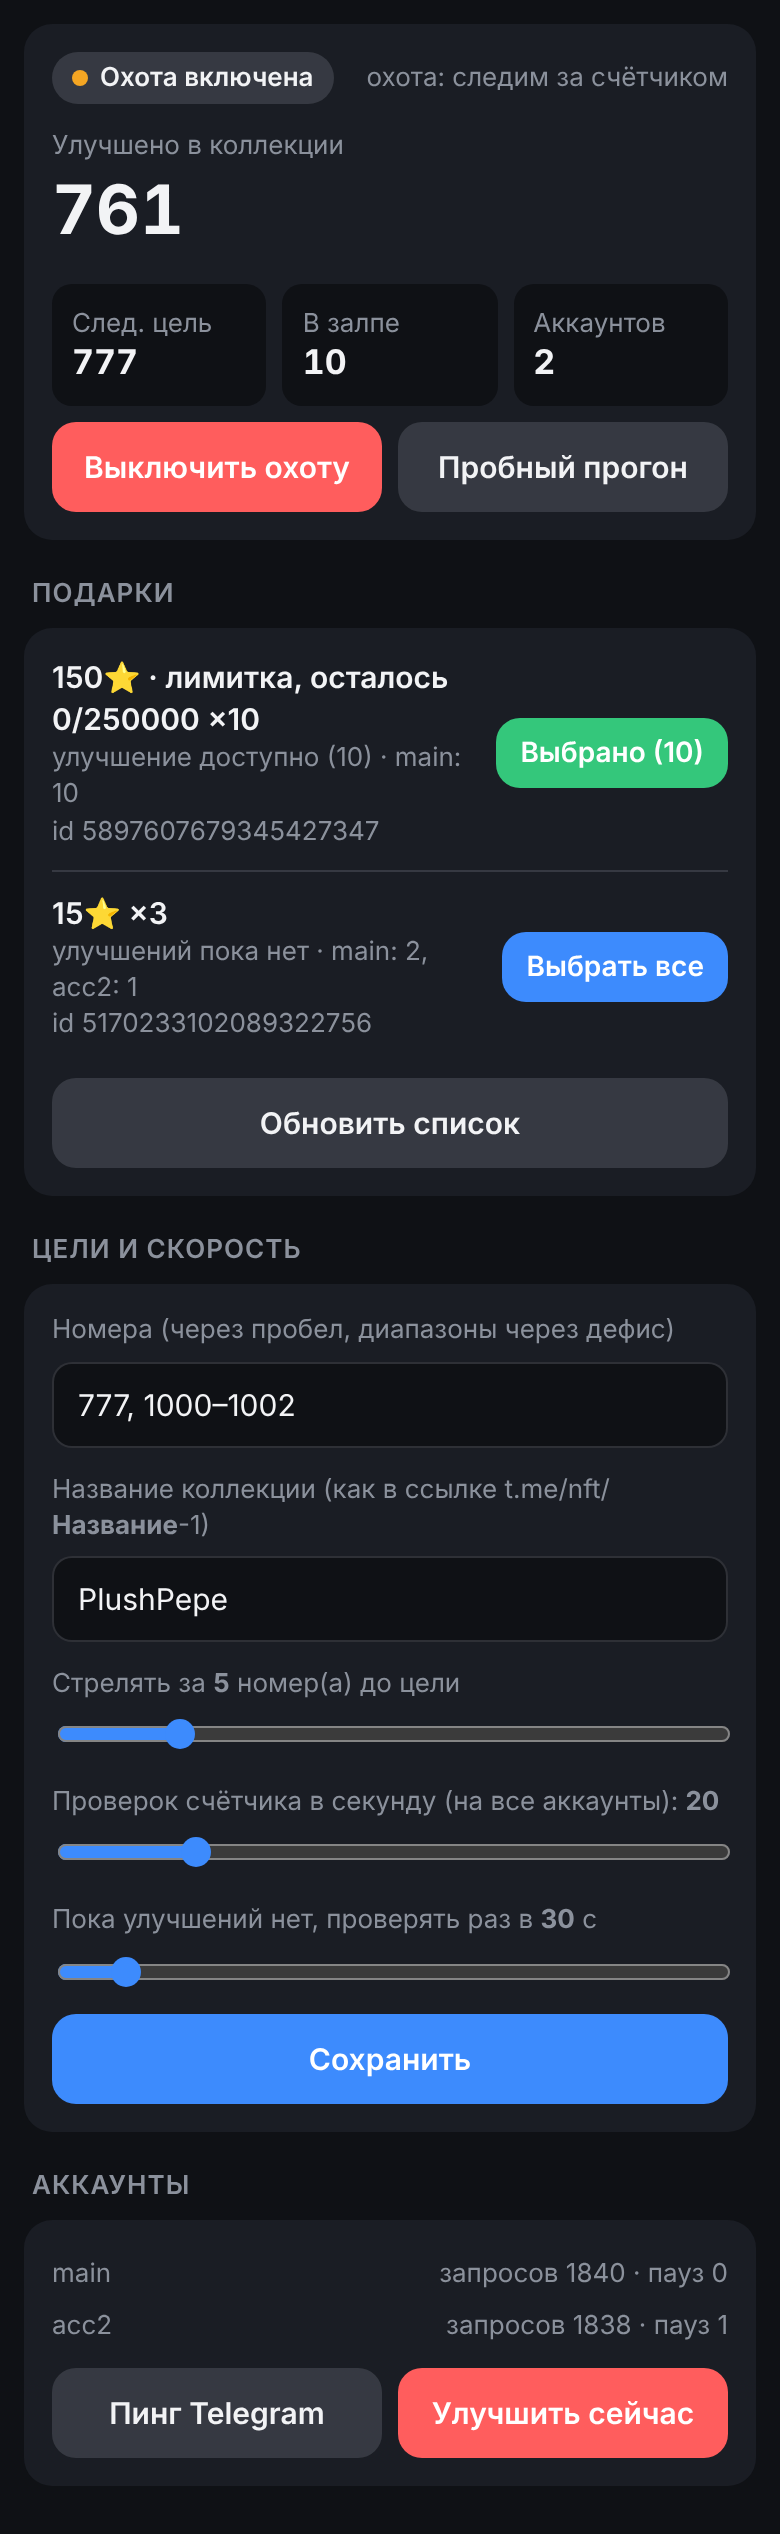 Охота включена
охота: следим за счётчиком
Улучшено в коллекции
761
След. цель
В залпе
Аккаунтов
777
10
2
Выключить охоту
Пробный прогон
ПОДАРКИ
150⭐ · лимитка, осталось
0/250000 ×10
улучшение доступно (10) · main:
10
id 5897607679345427347
Выбрано (10)
15⭐ ×3
улучшений пока нет · main: 2,
acc2: 1
id 5170233102089322756
Выбрать все
Обновить список
ЦЕЛИ И СКОРОСТЬ
Номера (через пробел, диапазоны через дефис)
777, 1000–1002
Название коллекции (как в ссылке t.me/nft/
Название-1)
PlushPepe
Стрелять за 5 номер(а) до цели
Проверок счётчика в секунду (на все аккаунты): 20
Пока улучшений нет, проверять раз в 30 с
Сохранить
АККАУНТЫ
main
запросов 1840 · пауз 0
acc2
запросов 1838 · пауз 1
Пинг Telegram
Улучшить сейчас